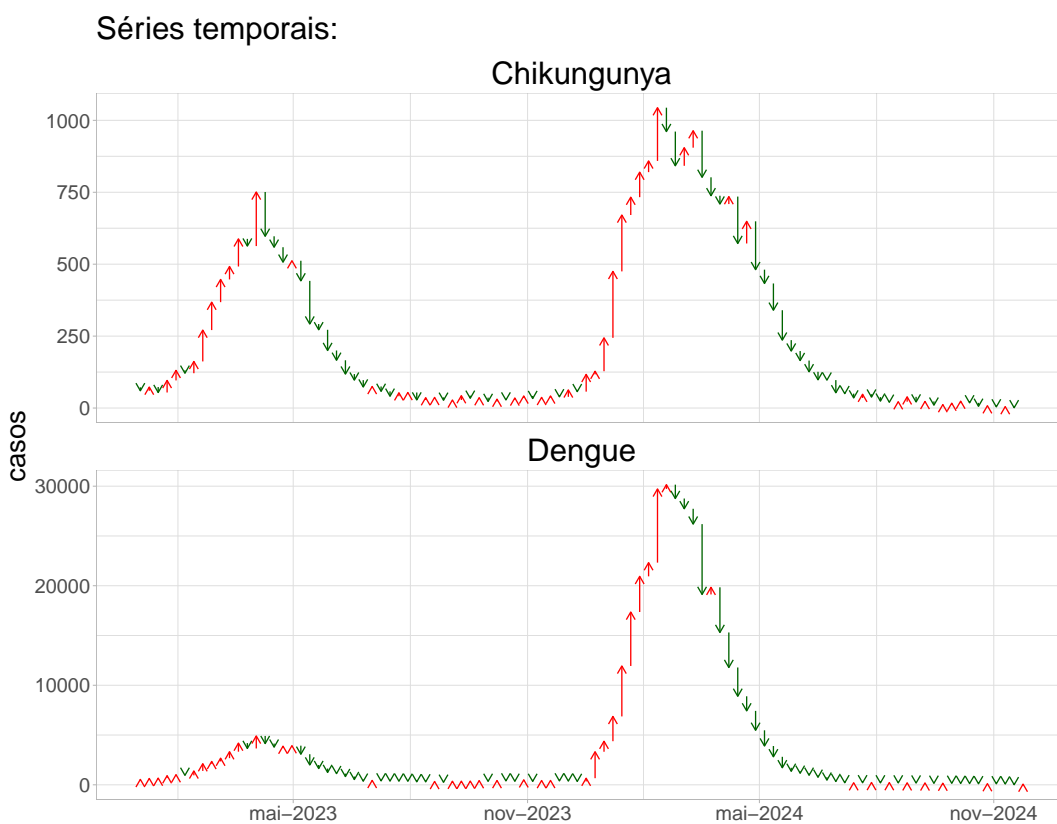 Séries temporais:
Chikungunya
1000
750
500
250
0
casos
Dengue
30000
20000
10000
0
mai−2023 nov−2023 mai−2024 nov−2024